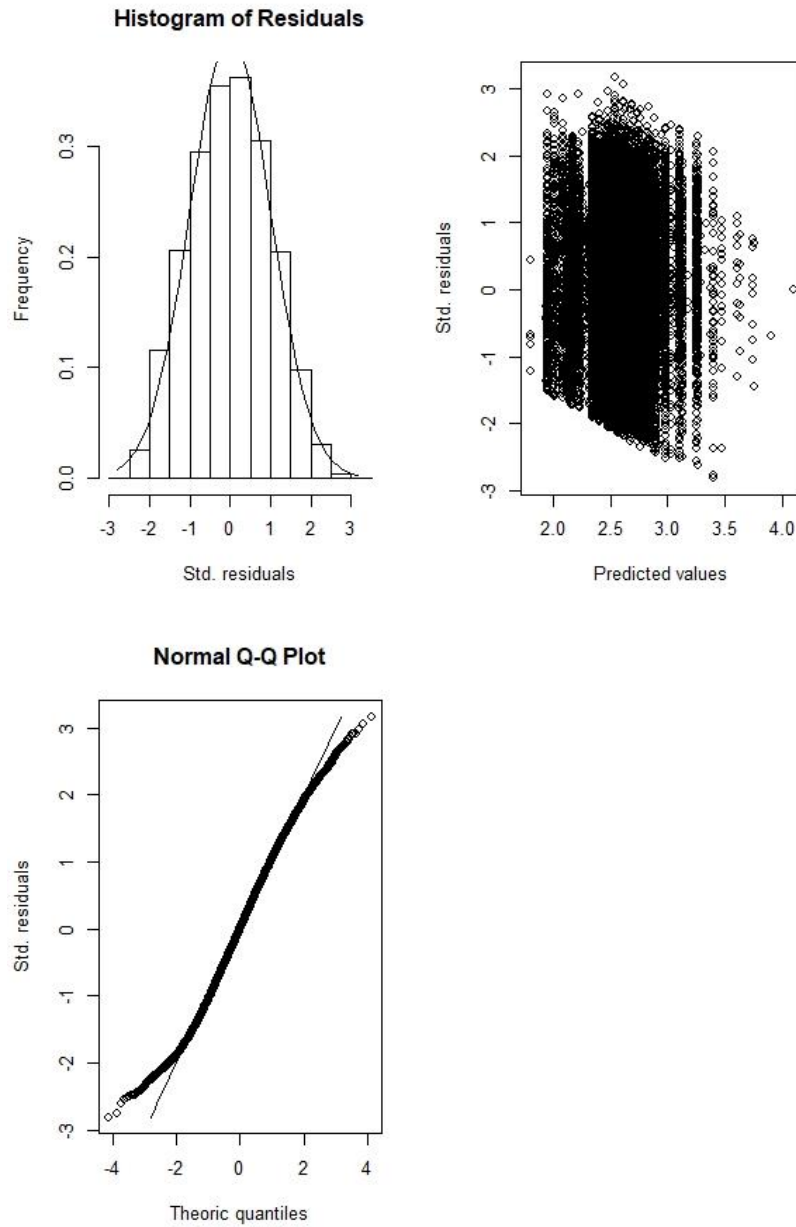 Histogram of Residuals
Frequency
0.0
0.1
0.2
0.3
-3 -2 -1 0 1 2 3
Std. residuals
Std. residuals
-3
-2
-1
0
1
2
3
2.0 2.5 3.0 3.5 4.0
Predicted values
Normal Q-Q Plot
Std. residuals
-3
-2
-1
0
1
2
3
-4 -2 0 2 4
Theoric quantiles